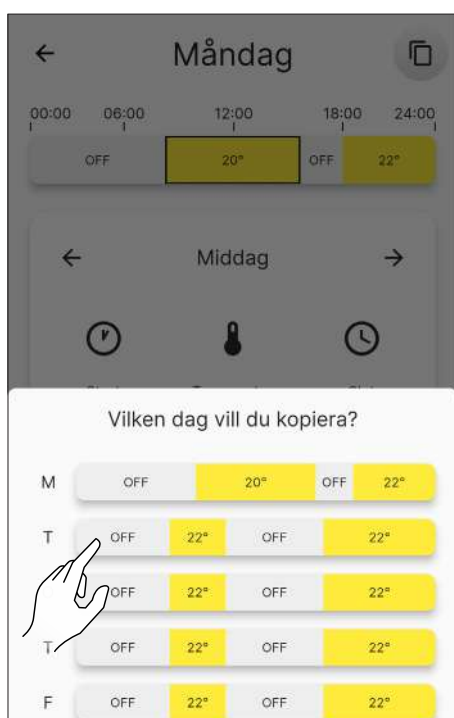 Måndag
00:00 06:00 12:00 18:00 24:00
OFF 20° OFF 22°
Middag
Vilken dag vill du kopiera?
M OFF 20° OFF 22°
T OFF 22° OFF 22°
OFF 22° OFF 22°
T OFF 22° OFF 22°
F OFF 22° OFF 22°